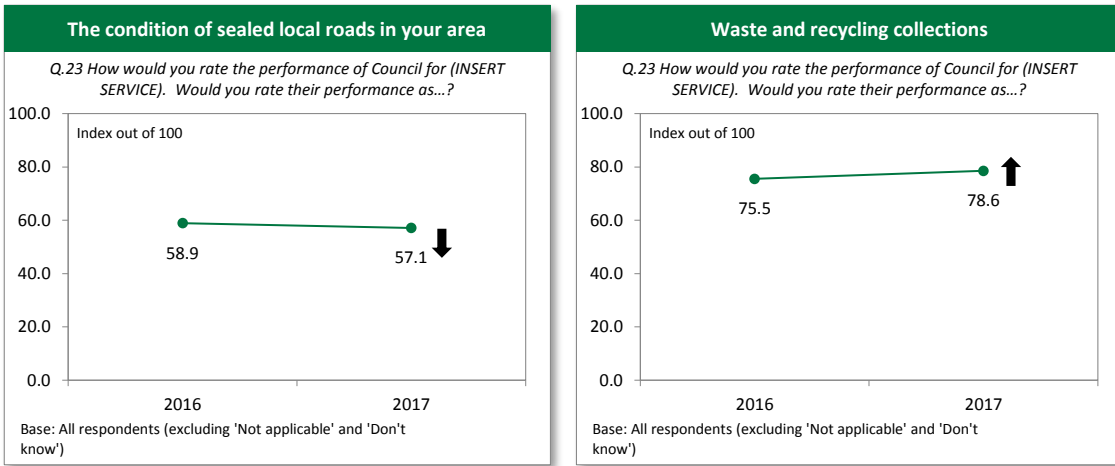 The condition of sealed local roads in your area
Q.23 How would you rate the performance of Council for (INSERT
SERVICE).  Would you rate their performance as…?
100.0
Index out of 100
80.0
60.0
58.9
57.1
40.0
20.0
0.0
2016
2017
Base: All respondents (excluding 'Not applicable' and 'Don't
know')
Waste and recycling collections
Q.23 How would you rate the performance of Council for (INSERT
SERVICE).  Would you rate their performance as…?
100.0
Index out of 100
80.0
75.5
78.6
60.0
40.0
20.0
0.0
2016
2017
Base: All respondents (excluding 'Not applicable' and 'Don't
know')